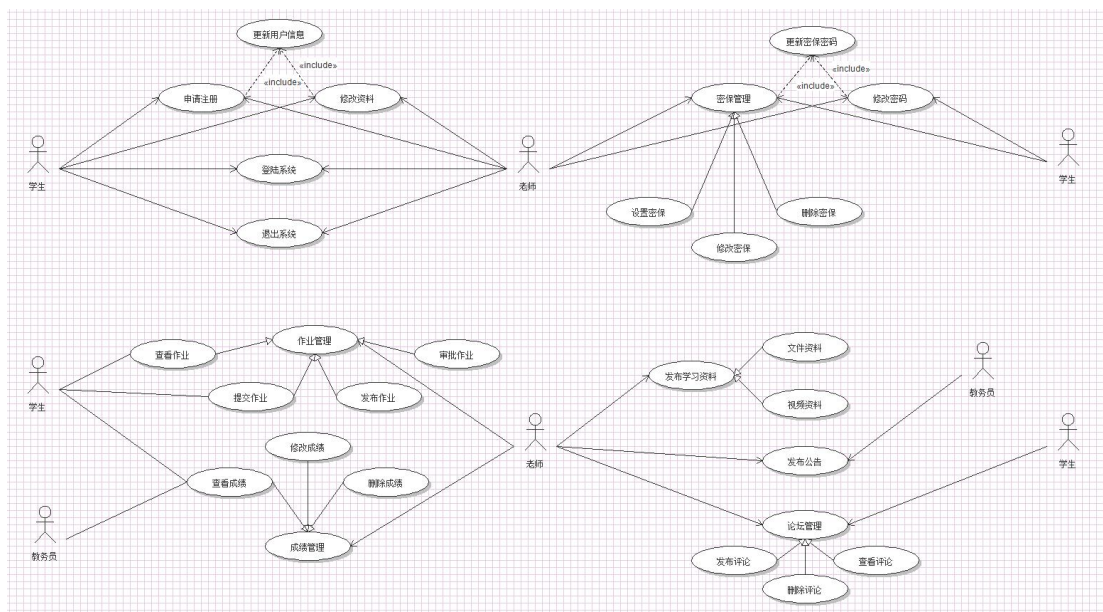 更新用户信息
«include»
«include»
申请注册
修改资料
学生
登陆系统
退出系统
老师
更新密保密码
«include»
«include»
密保管理
修改密码
学生
设置密保
删除密保
修改密保
学生
查看作业
作业管理
审批作业
提交作业
发布作业
修改成绩
查看成绩
删除成绩
教务员
成绩管理
老师
文件资料
发布学习资料
视频资料
教务员
发布公告
学生
论坛管理
发布评论
查看评论
删除评论